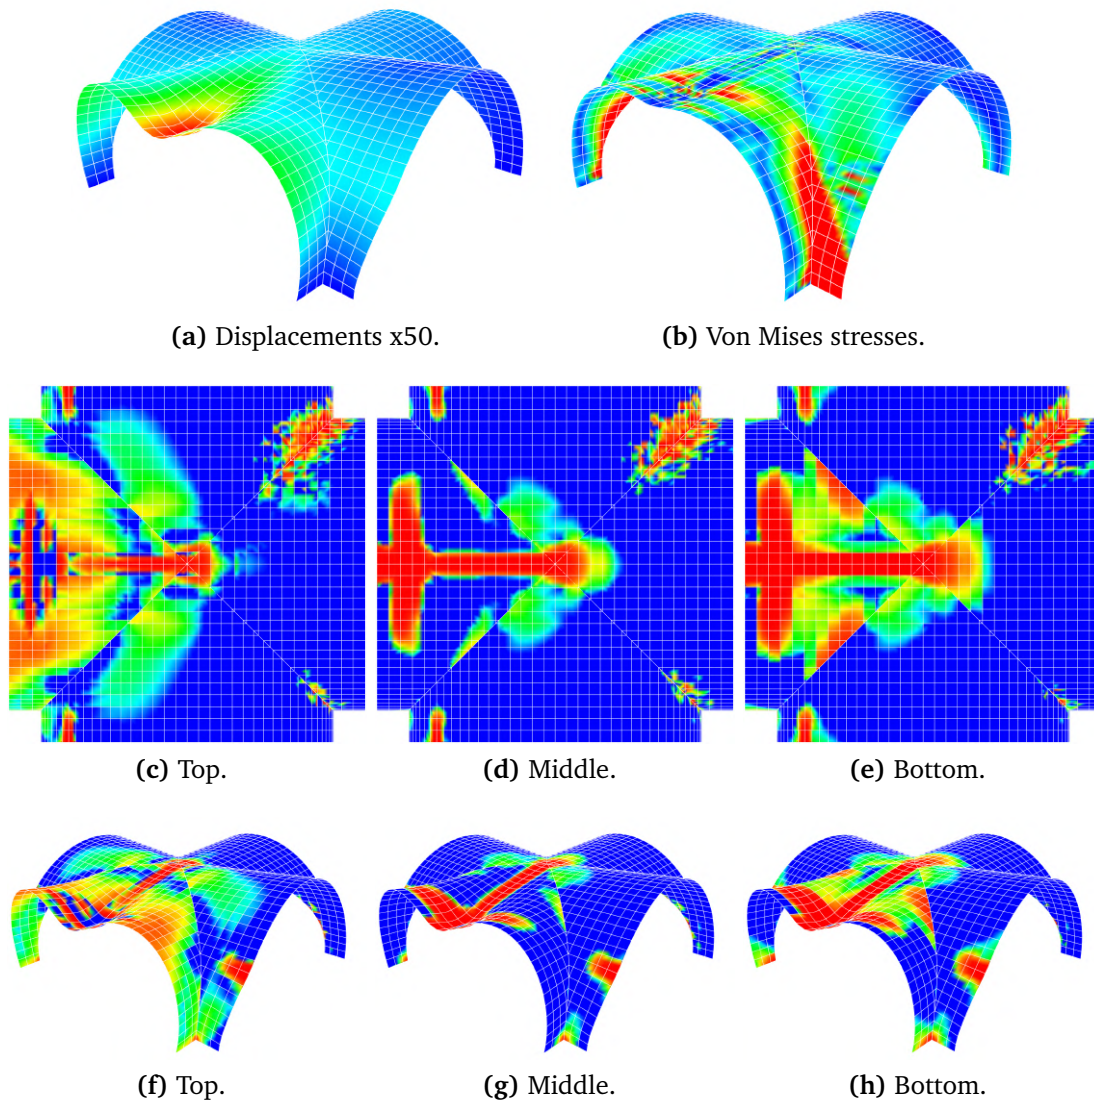 (a) Displacements x50.
(b) Von Mises stresses.
(c) Top.
(d) Middle.
(e) Bottom.
(f) Top.
(g) Middle.
(h) Bottom.